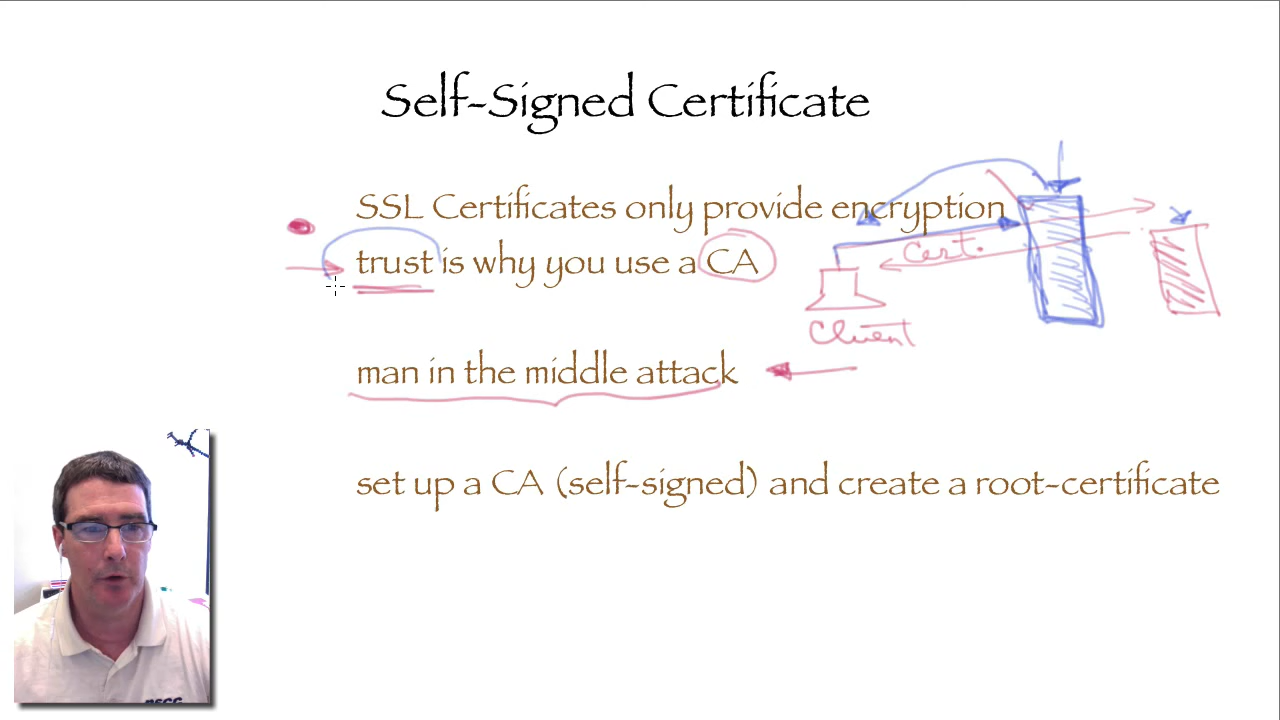 Self-Signed Certificate
SSL Certificates only provide encryption
trust is why you use a CA
Cert.
Client
man in the middle attack
set up a CA (self-signed) and create a root-certificate